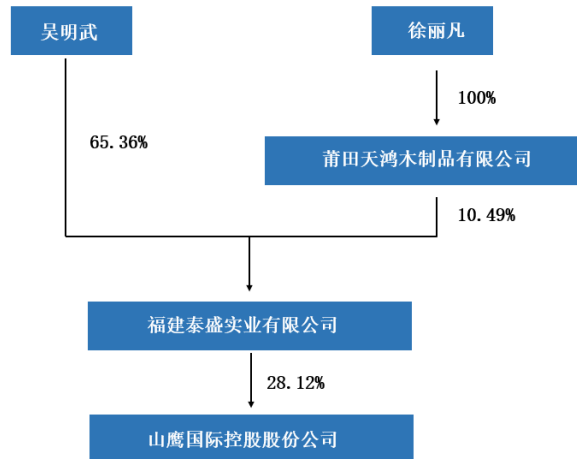 吴明武
徐丽凡
100%
65.36%
莆田天鸿木制品有限公司
10.49%
福建泰盛实业有限公司
28.12%
山鹰国际控股股份公司